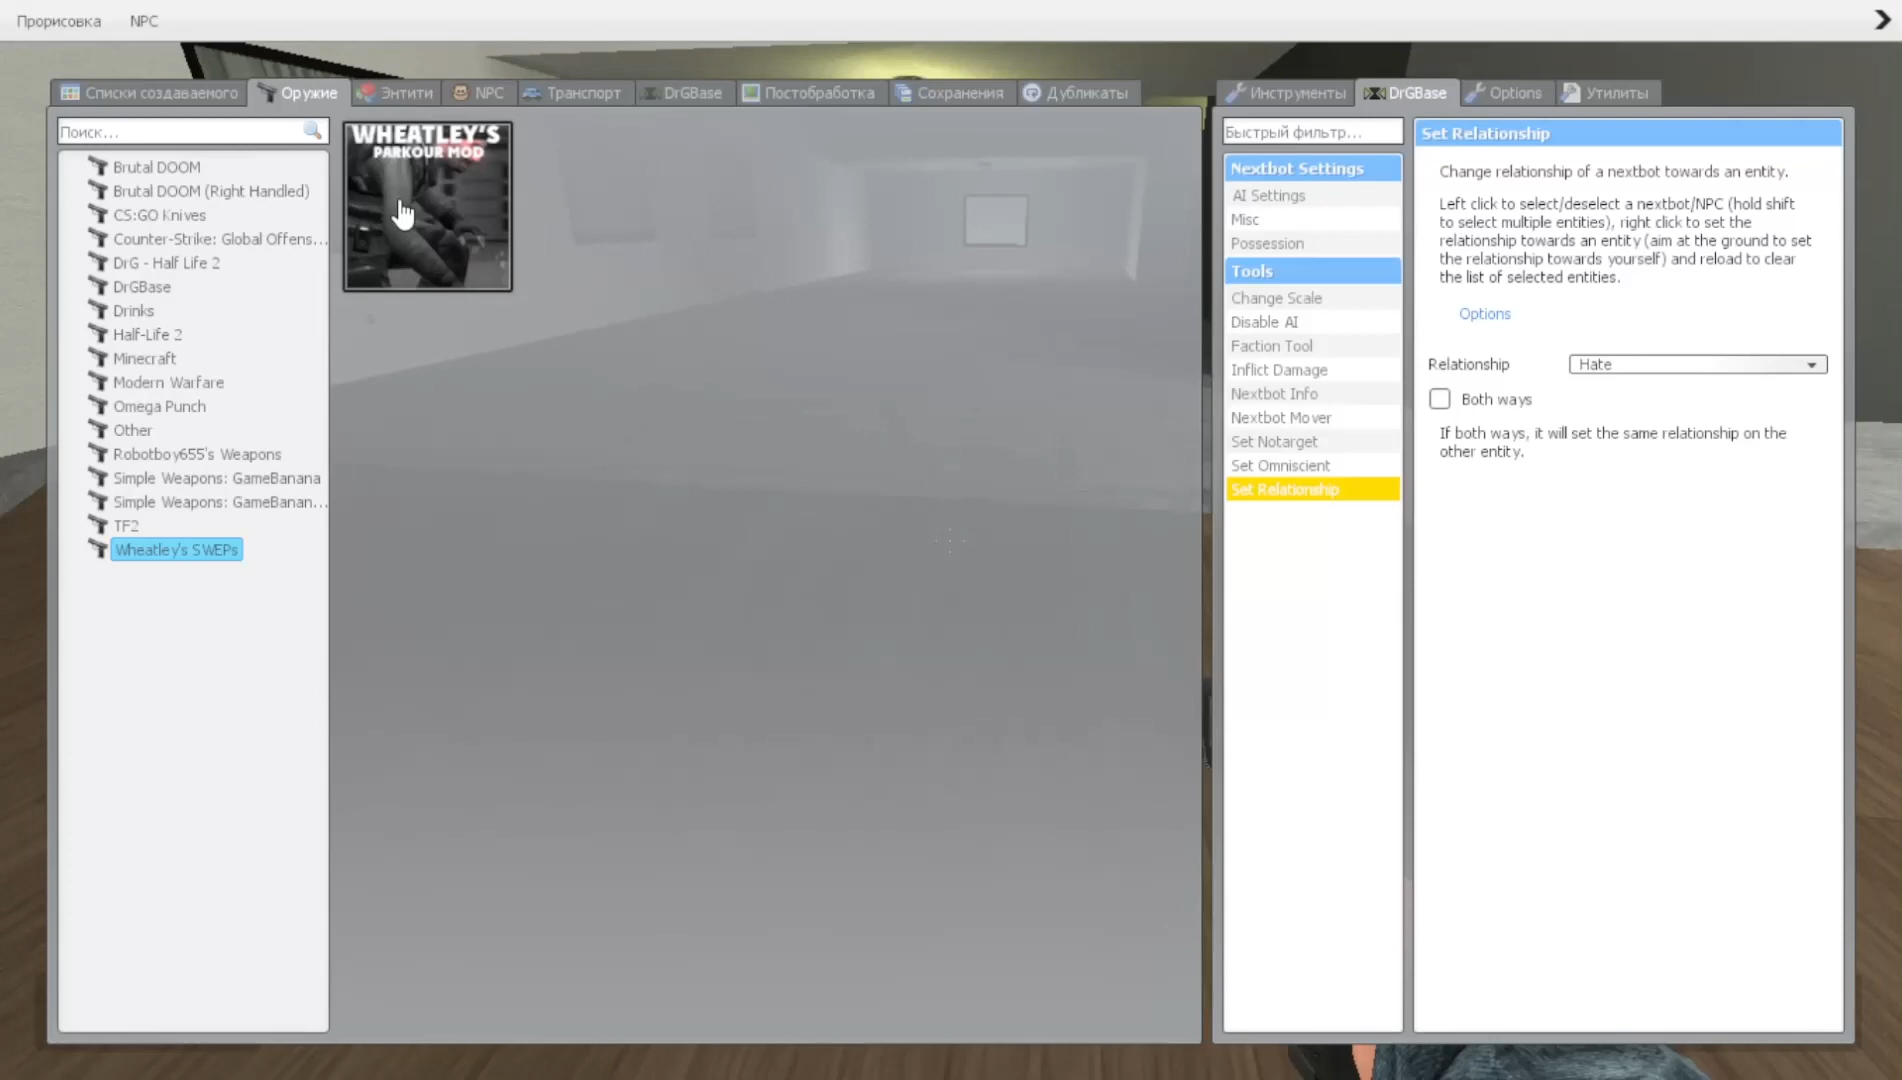 Прорисовка NPC
Списки создаваемого Оружие Энтити NPC Транспорт DrGBase Постобработка Сохранения Дубликаты
Поиск...
Brutal DOOM
Brutal DOOM (Right Handled)
CS:GO Knives
Counter-Strike: Global Offens...
DrG - Half Life 2
DrGBase
Drinks
Half-Life 2
Minecraft
Modern Warfare
Omega Punch
Other
Robotboy655's Weapons
Simple Weapons: GameBanana
Simple Weapons: GameBanan...
TF2
Wheatley's SWEPs
WHEATLEY'S
PARKOUR MOD
Инструменты DrGBase Options Утилиты
Быстрый фильтр...
Nextbot Settings
AI Settings
Misc
Possession
Tools
Change Scale
Disable AI
Faction Tool
Inflict Damage
Nextbot Info
Nextbot Mover
Set Notarget
Set Omniscient
Set Relationship
Set Relationship
Change relationship of a nextbot towards an entity.
Left click to select/deselect a nextbot/NPC (hold shift
to select multiple entities), right click to set the
relationship towards an entity (aim at the ground to set
the relationship towards yourself) and reload to clear
the list of selected entities.
Options
Relationship Hate
Both ways
If both ways, it will set the same relationship on the
other entity.